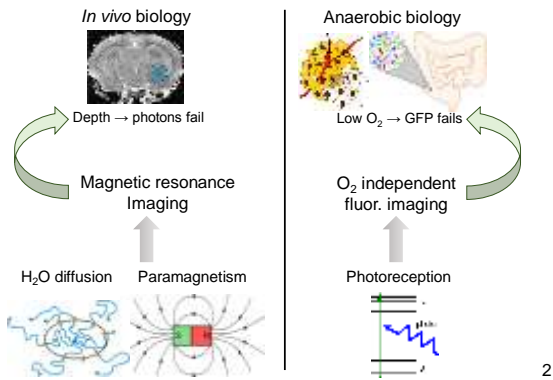 In vivo biology
Depth → photons fail
Magnetic resonance
Imaging
H₂O diffusion
Paramagnetism
Anaerobic biology
Low O₂ → GFP fails
O₂ independent
fluor. imaging
Photoreception
2